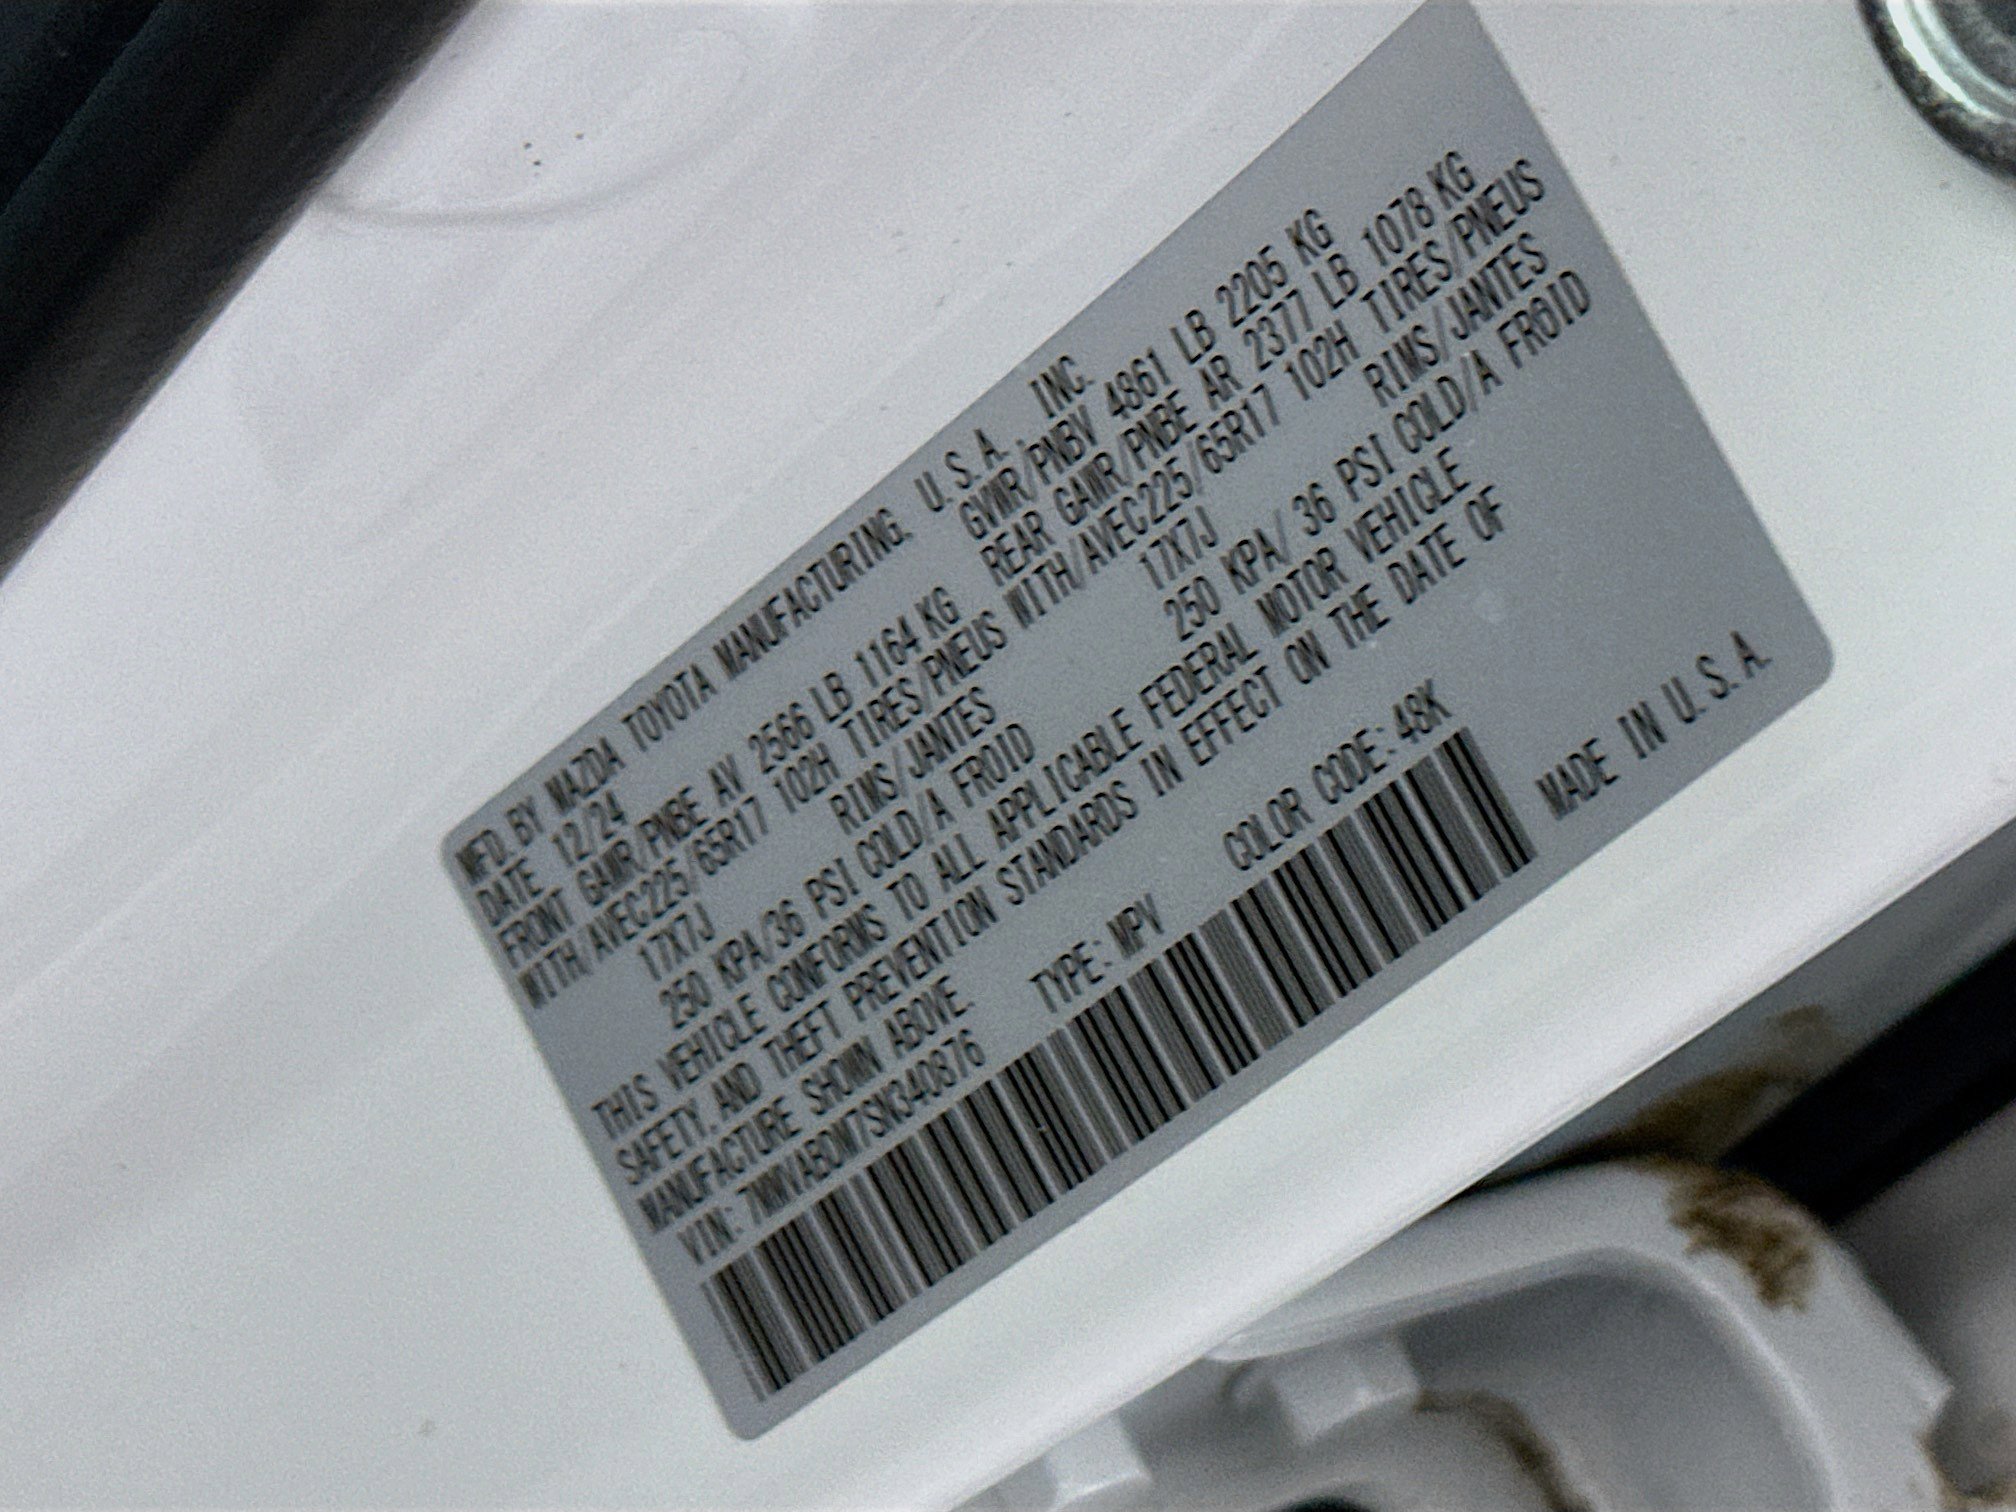 MFD. BY MAZDA TOYOTA MANUFACTURING, U.S.A. INC.
DATE 12/24 GVWR/PNBV 4861 LB 2205 KG
FRONT GAWR/PNBE AV 2566 LB 1164 KG REAR GAWR/PNBE AR 2377 LB 1078 KG
WITH/AVEC225/65R17 102H TIRES/PNEUS WITH/AVEC225/65R17 102H TIRES/PNEUS
17X7J RIMS/JANTES 17X7J RIMS/JANTES
250 KPA/36 PSI COLD/A FROID 250 KPA/ 36 PSI COLD/A FROID
THIS VEHICLE CONFORMS TO ALL APPLICABLE FEDERAL MOTOR VEHICLE
SAFETY, AND THEFT PREVENTION STANDARDS IN EFFECT ON THE DATE OF
MANUFACTURE SHOWN ABOVE.
VIN: 7MMVABDM7SN340876 TYPE: MPV COLOR CODE: 48K
MADE IN U.S.A.